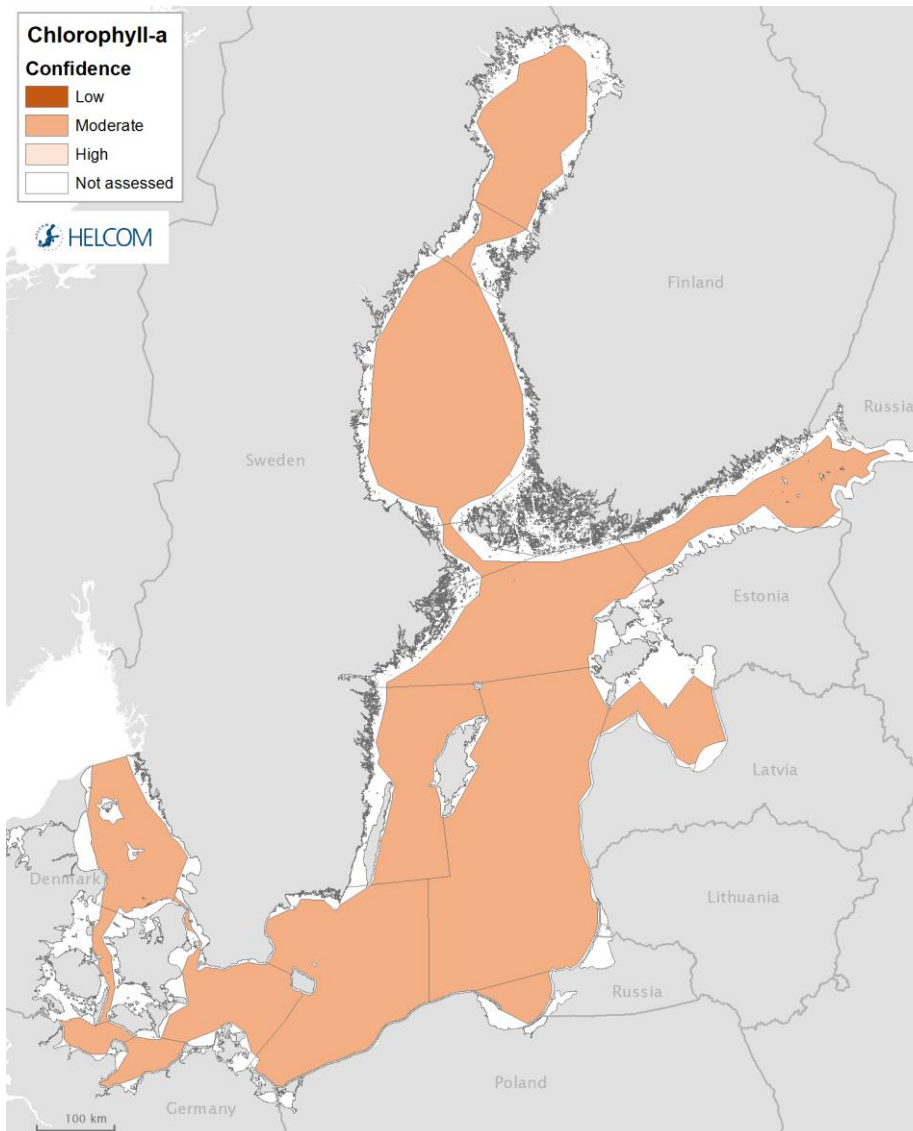 Chlorophyll-a
Confidence
Low
Moderate
High
Not assessed
HELCOM
Finland
Russia
Sweden
Estonia
Latvia
Denmark
Lithuania
Russia
Poland
Germany
100 km